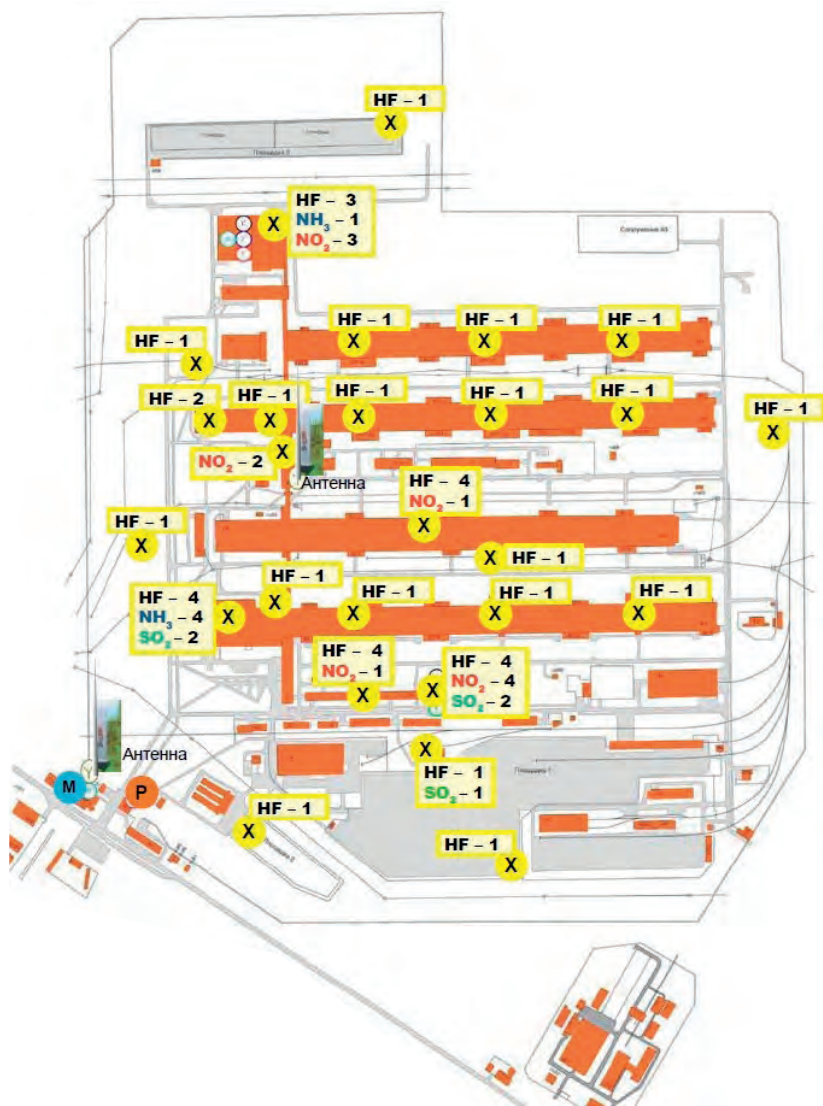 HF – 1
X
Площадка 3
HF – 3
NH₃ – 1
NO₂ – 3
X
HF – 1
X
HF – 1
X
HF – 1
X
HF – 1
X
HF – 2
X
HF – 1
X
HF – 1
X
HF – 1
X
HF – 1
X
HF – 1
X
NO₂ – 2
X
Антенна
HF – 4
NO₂ – 1
X
HF – 1
X
X
HF – 1
HF – 4
NH₃ – 4
SO₂ – 2
X
HF – 1
X
HF – 1
X
HF – 1
X
HF – 1
X
HF – 4
NO₂ – 1
X
HF – 4
NO₂ – 4
SO₂ – 2
X
Антенна
X
HF – 1
SO₂ – 1
М
Р
HF – 1
X
HF – 1
X